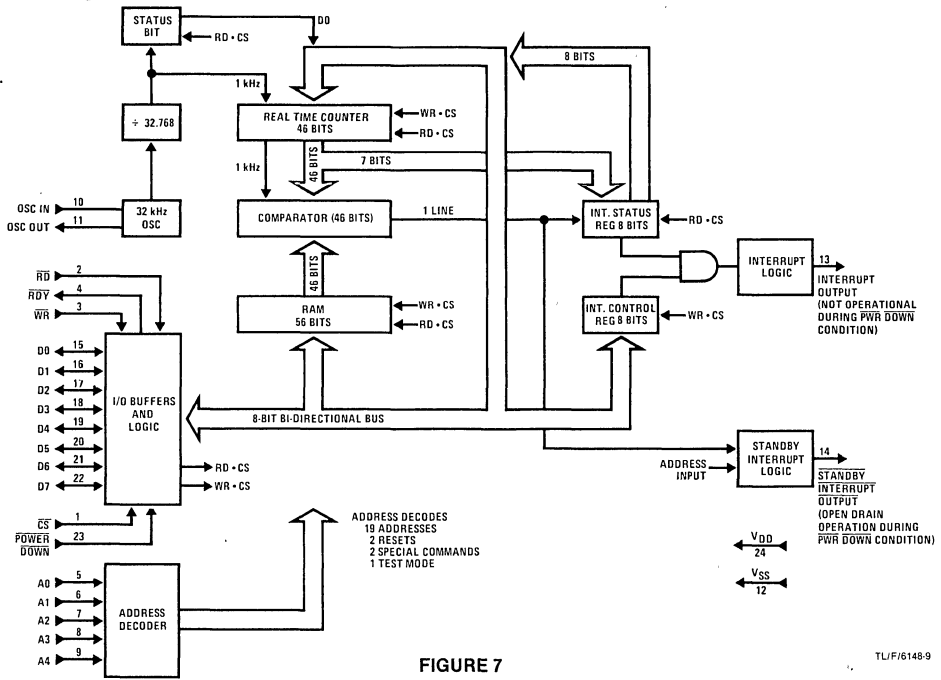 STATUS
BIT
D0
RD • CS
8 BITS
1 kHz
REAL TIME COUNTER
46 BITS
WR • CS
RD • CS
÷ 32.768
46 BITS
7 BITS
1 kHz
OSC IN
10
OSC OUT
11
32 kHz
OSC
COMPARATOR (46 BITS)
1 LINE
INT. STATUS
REG 8 BITS
RD • CS
INTERRUPT
LOGIC
13
INTERRUPT
OUTPUT
(NOT OPERATIONAL
DURING PWR DOWN
CONDITION)
46 BITS
RAM
56 BITS
WR • CS
RD • CS
INT. CONTROL
REG 8 BITS
WR • CS
RD
2
RDY
4
WR
3
D0
15
D1
16
D2
17
D3
18
D4
19
D5
20
D6
21
D7
22
I/O BUFFERS
AND
LOGIC
8-BIT BI-DIRECTIONAL BUS
RD • CS
WR • CS
CS
1
POWER
DOWN
23
ADDRESS
INPUT
STANDBY
INTERRUPT
LOGIC
14
STANDBY
INTERRUPT
OUTPUT
(OPEN DRAIN
OPERATION DURING
PWR DOWN CONDITION)
ADDRESS DECODES
19 ADDRESSES
2 RESETS
2 SPECIAL COMMANDS
1 TEST MODE
VDD
24
VSS
12
A0
5
A1
6
A2
7
A3
8
A4
9
ADDRESS
DECODER
FIGURE 7
TL/F/6148-9